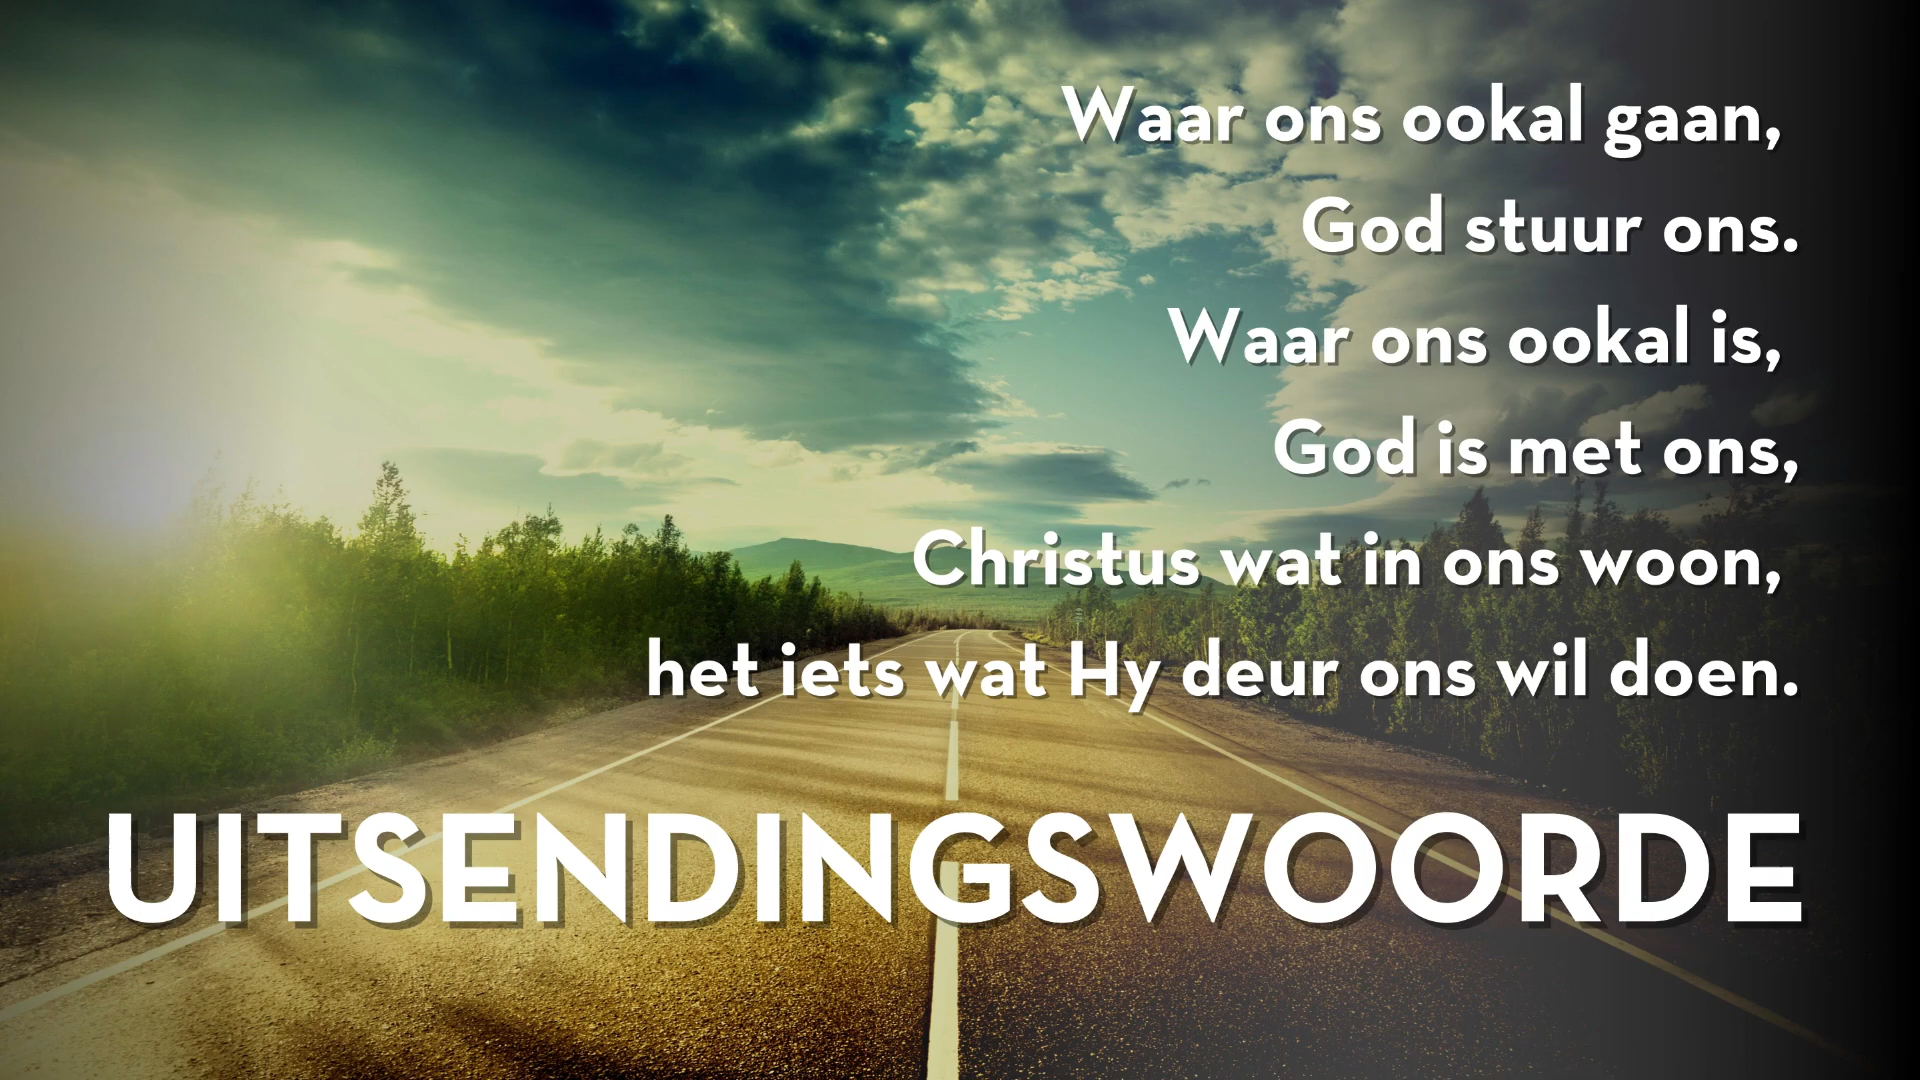 Waar ons ookal gaan,
God stuur ons.
Waar ons ookal is,
God is met ons,
Christus wat in ons woon,
het iets wat Hy deur ons wil doen.
UITSENDINGSWOORDE